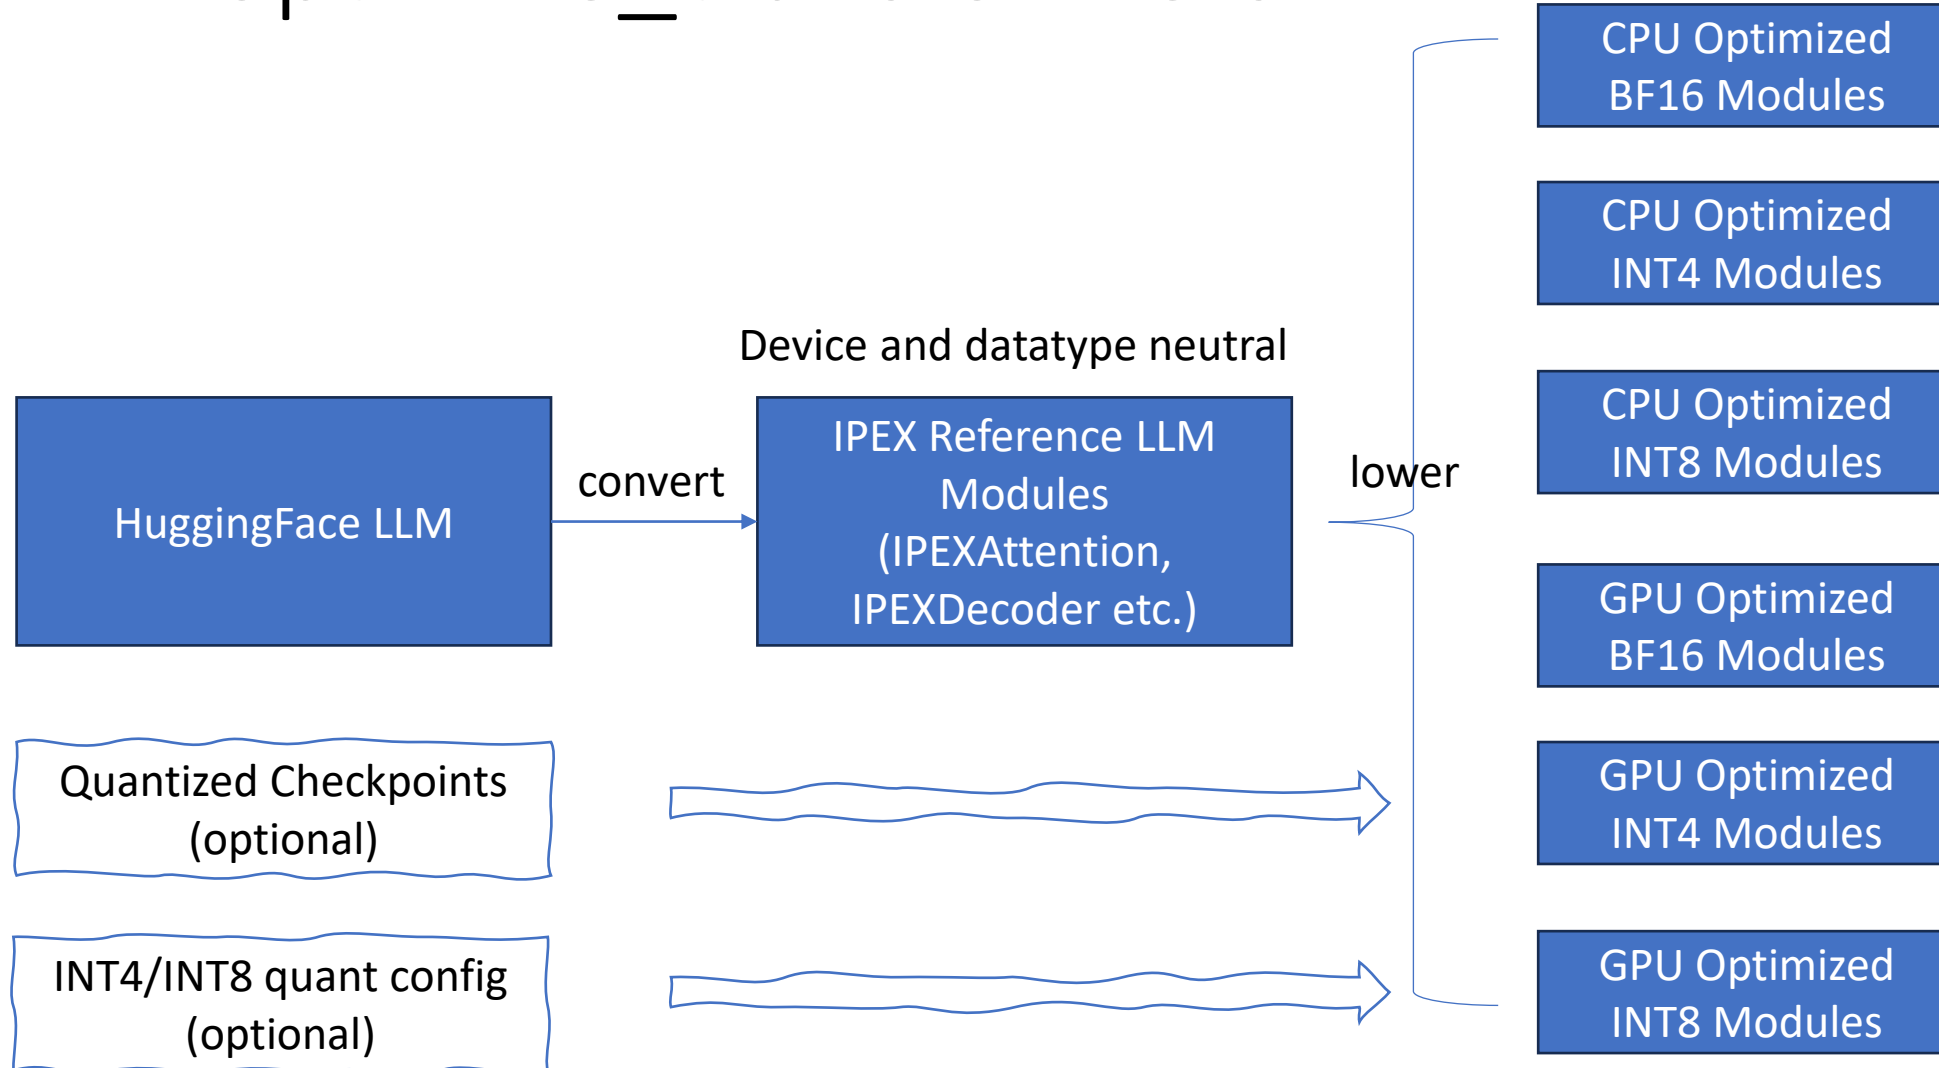 CPU Optimized
BF16 Modules
CPU Optimized
INT4 Modules
Device and datatype neutral
CPU Optimized
INT8 Modules
HuggingFace LLM
convert
IPEX Reference LLM
Modules
(IPEXAttention,
IPEXDecoder etc.)
lower
GPU Optimized
BF16 Modules
Quantized Checkpoints
(optional)
GPU Optimized
INT4 Modules
INT4/INT8 quant config
(optional)
GPU Optimized
INT8 Modules